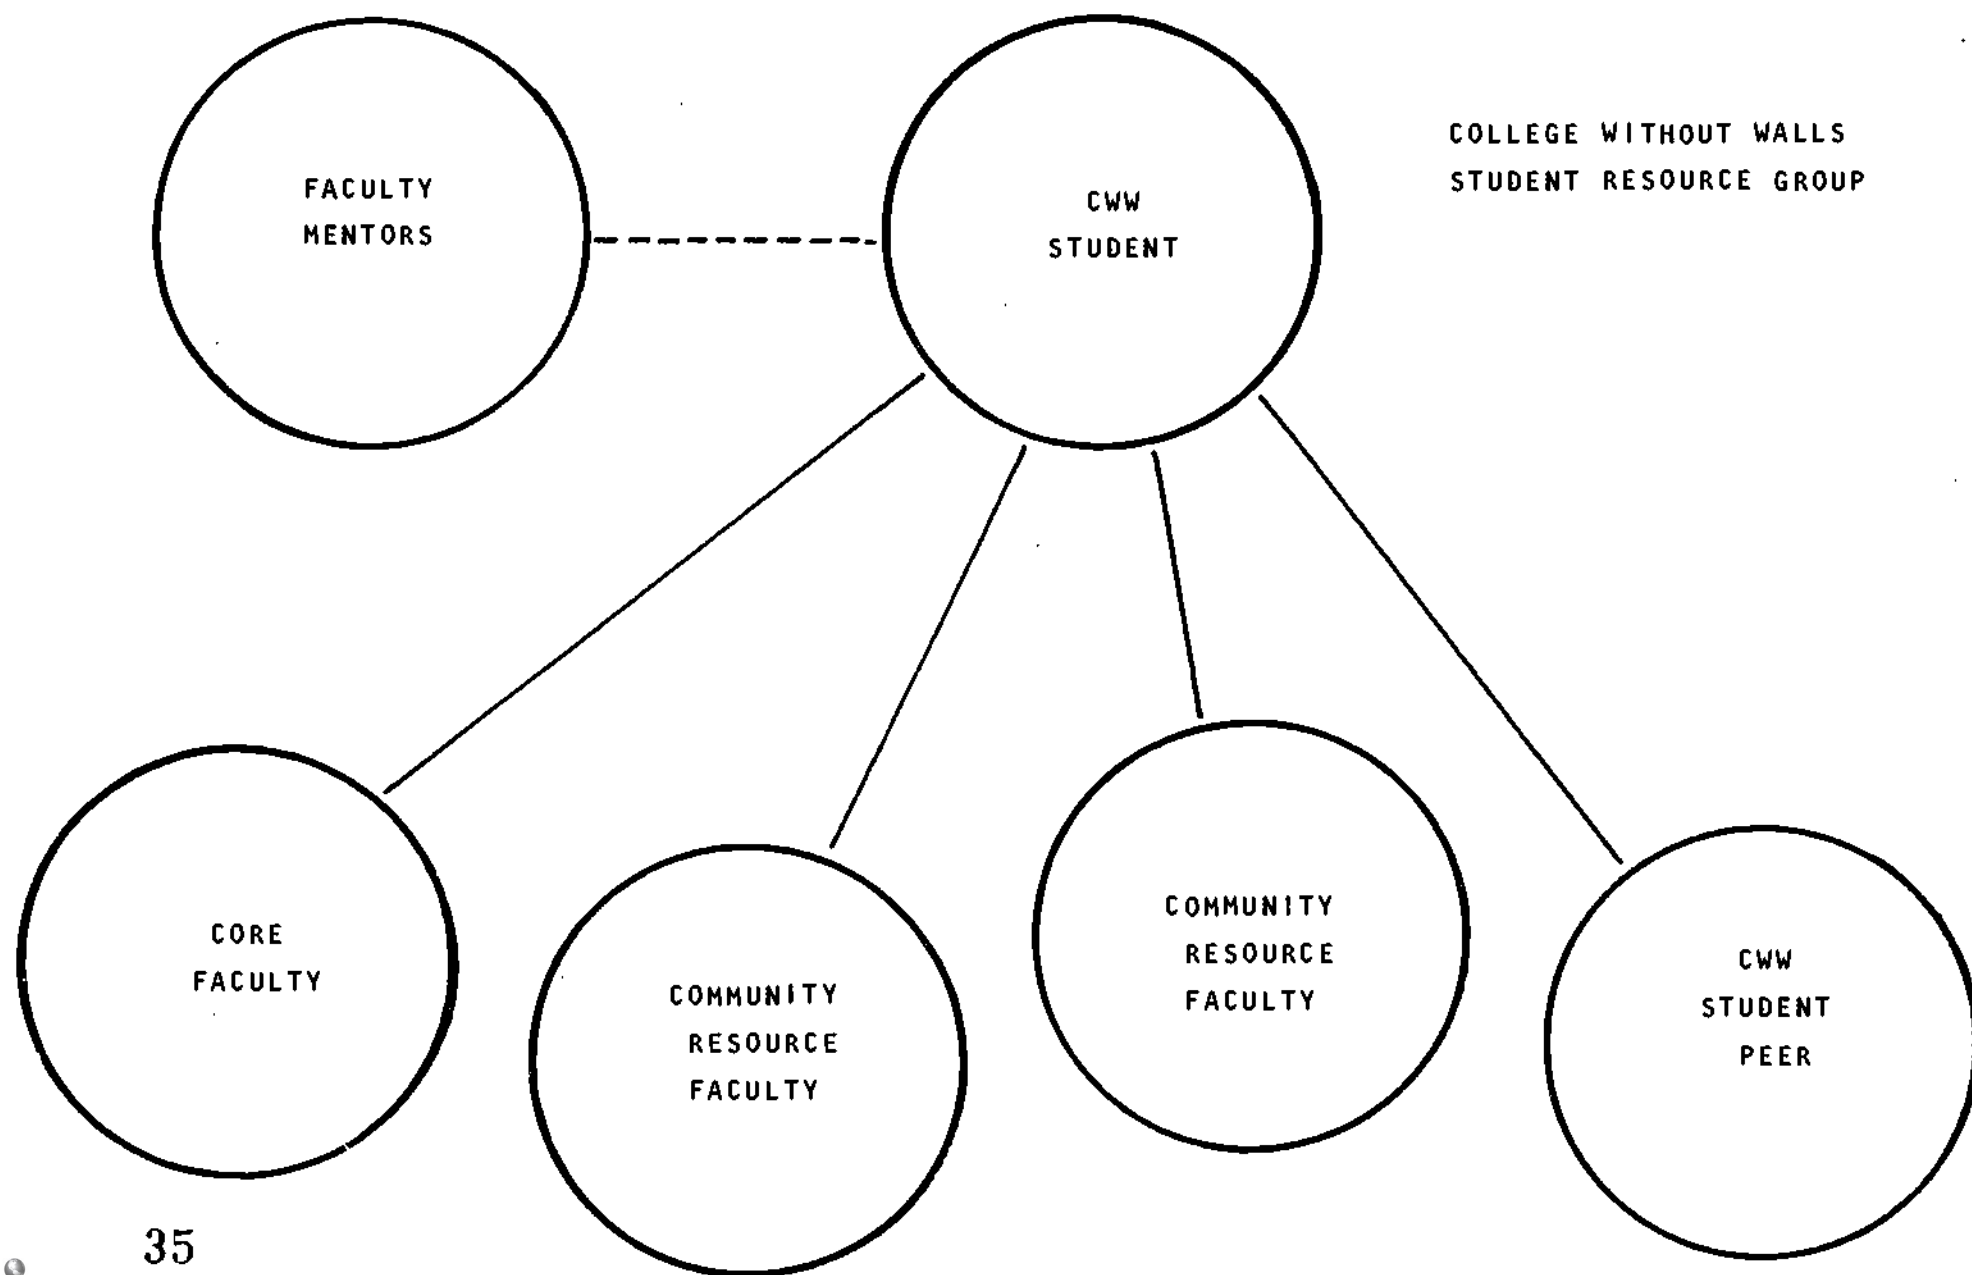 FACULTY
MENTORS
CWW
STUDENT
COLLEGE WITHOUT WALLS
STUDENT RESOURCE GROUP
CORE
FACULTY
COMMUNITY
RESOURCE
FACULTY
COMMUNITY
RESOURCE
FACULTY
CWW
STUDENT
PEER
35